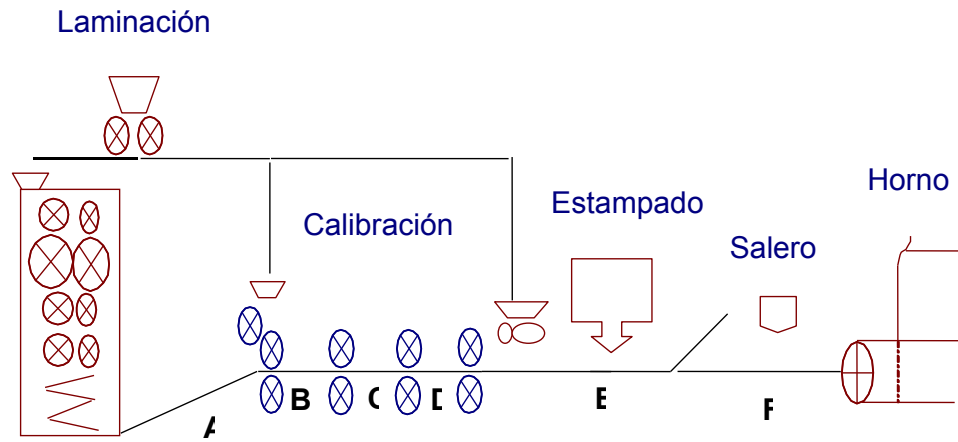 Laminación
Calibración
Estampado
Salero
Horno
A
B
C
D
E
F